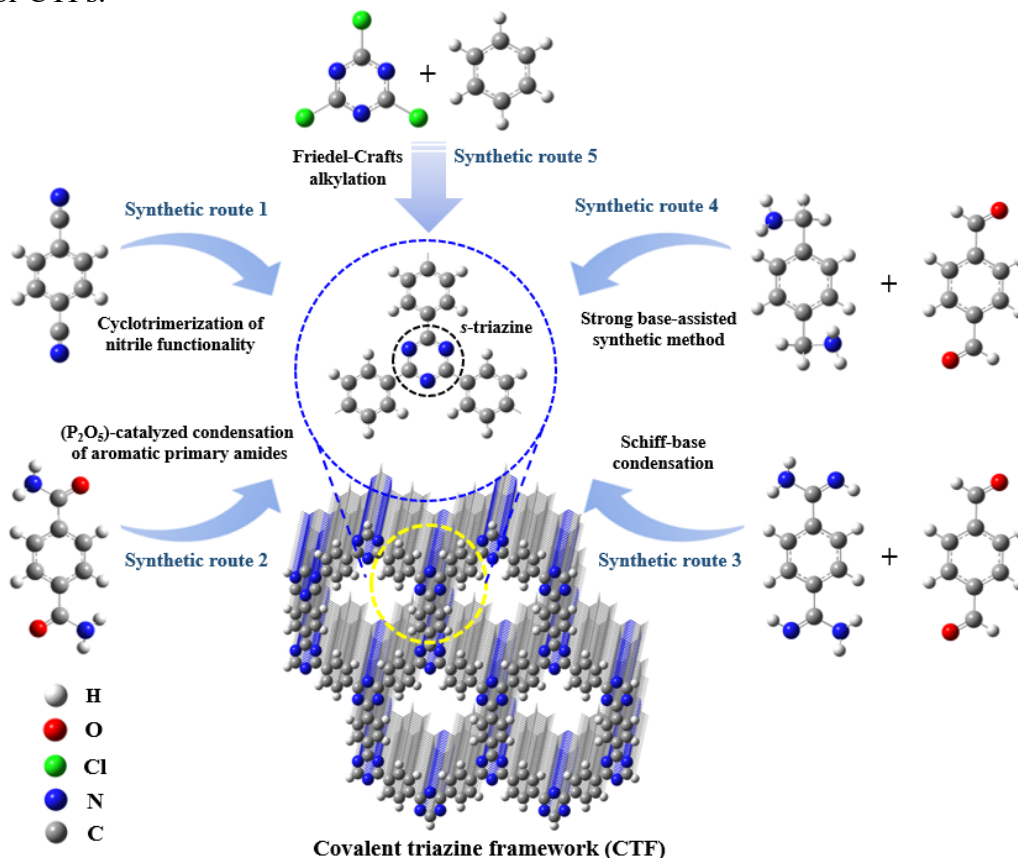 Friedel-Crafts
alkylation
Synthetic route 5
Synthetic route 1
Cyclotrimerization of
nitrile functionality
Synthetic route 4
Strong base-assisted
synthetic method
s-triazine
(P₂O₅)-catalyzed condensation
of aromatic primary amides
Synthetic route 2
Schiff-base
condensation
Synthetic route 3
+
+
+
H
O
Cl
N
C
Covalent triazine framework (CTF)